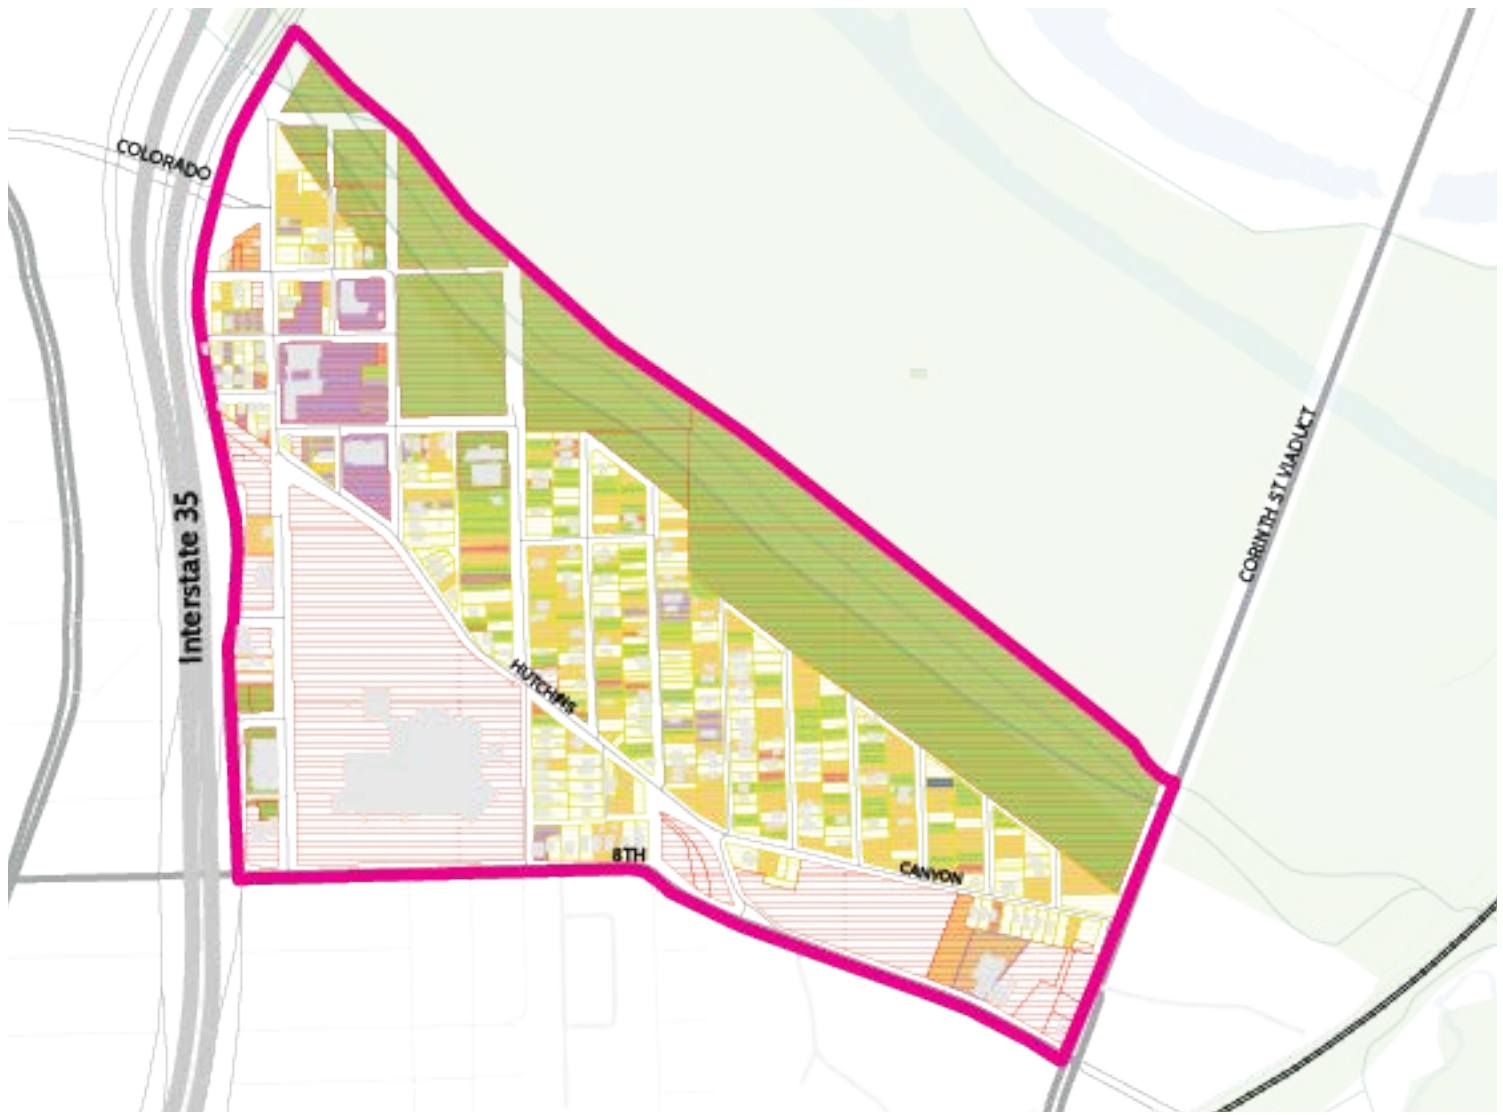 COLORADO
Interstate 35
CORINTH ST VIADUCT
HUTCHINS
8TH
CANYON